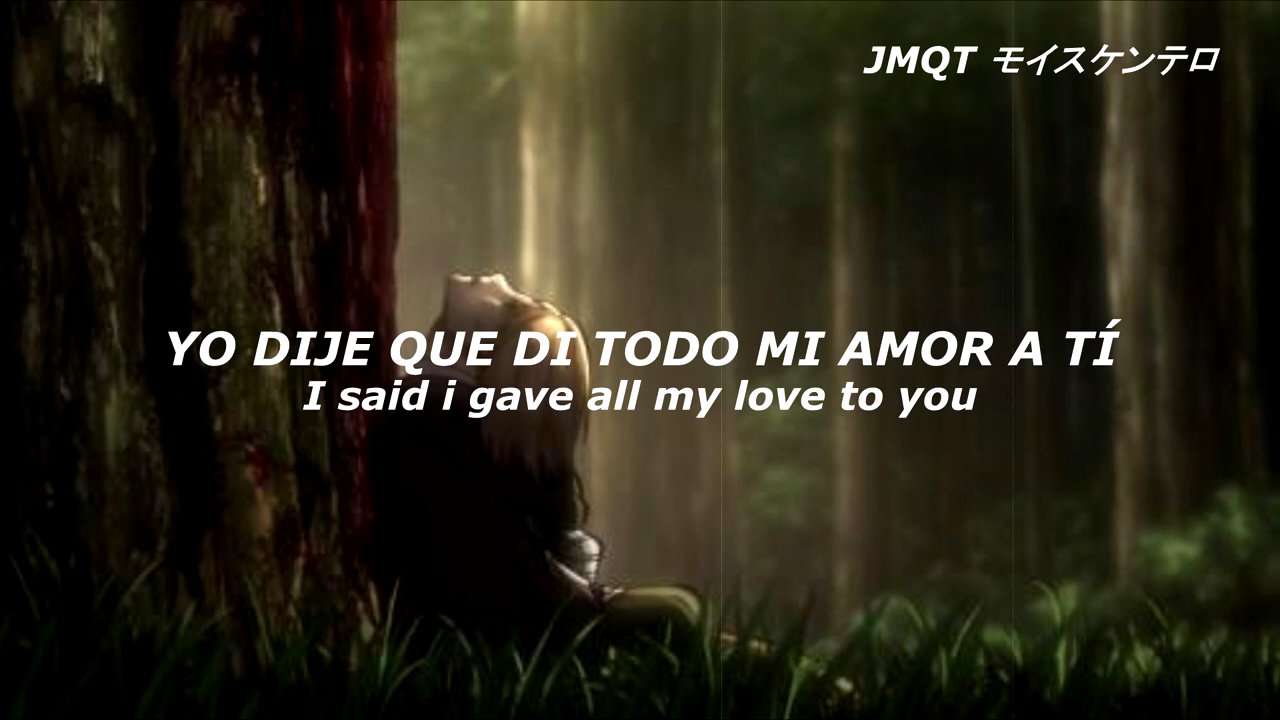 JMQT モイスケンテロ
YO DIJE QUE DI TODO MI AMOR A TÍ
I said i gave all my love to you